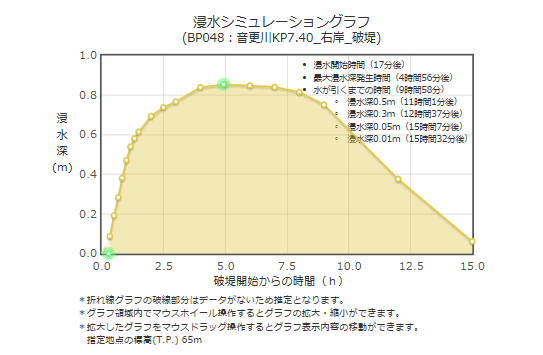 浸水シミュレーショングラフ
(BP048：音更川KP7.40_右岸_破堤)
浸水開始時間（17分後）
最大浸水深発生時間（4時間56分後）
水が引くまでの時間（9時間58分）
浸水深0.5m（11時間1分後）
浸水深0.3m（12時間37分後）
浸水深0.05m（15時間7分後）
浸水深0.01m（15時間32分後）
1.0
0.8
0.6
0.4
0.2
0.0
浸水深(m)
0.0 2.5 5.0 7.5 10.0 12.5 15.0
破堤開始からの時間（ｈ）
＊折れ線グラフの破線部分はデータがないため推定となります。
＊グラフ領域内でマウスホイール操作するとグラフの拡大・縮小ができます。
＊拡大したグラフをマウスドラッグ操作するとグラフ表示内容の移動ができます。
指定地点の標高(T.P.) 65m